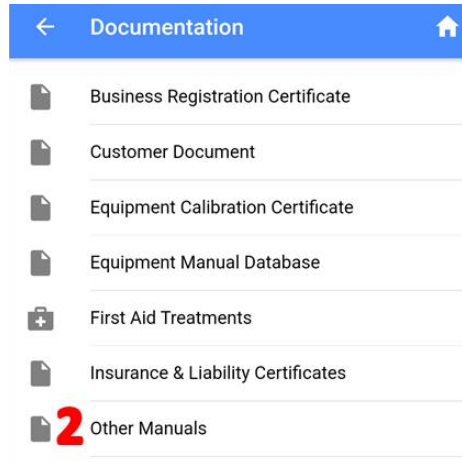 Documentation
Business Registration Certificate
Customer Document
Equipment Calibration Certificate
Equipment Manual Database
First Aid Treatments
Insurance & Liability Certificates
2 Other Manuals